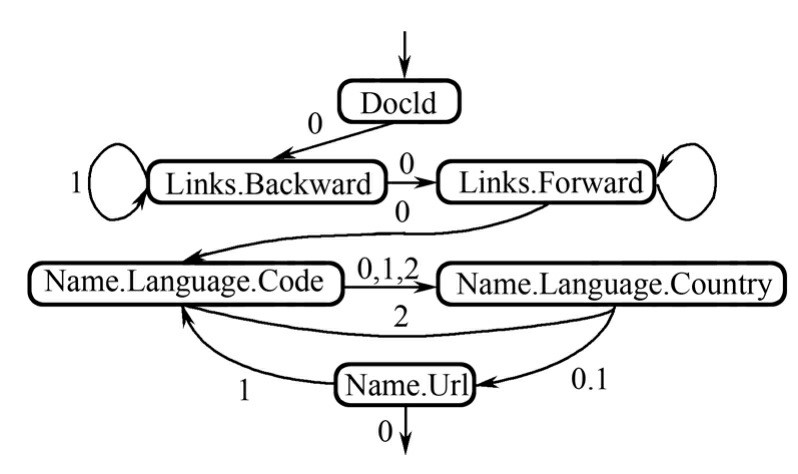 DocId
0
1
Links.Backward
0
Links.Forward
0
Name.Language.Code
0,1,2
Name.Language.Country
2
1
Name.Url
0.1
0